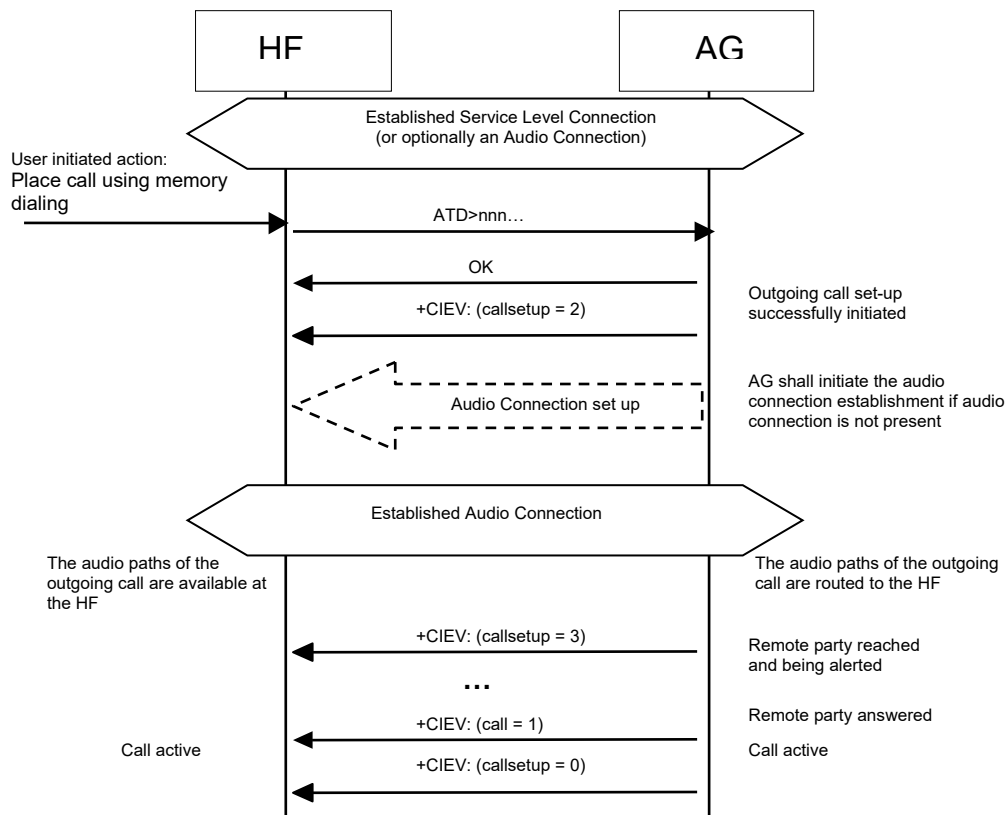 HF
AG
Established Service Level Connection
(or optionally an Audio Connection)
User initiated action:
Place call using memory
dialing
ATD>nnn…
OK
+CIEV: (callsetup = 2)
Outgoing call set-up
successfully initiated
Audio Connection set up
AG shall initiate the audio
connection establishment if audio
connection is not present
Established Audio Connection
The audio paths of the
outgoing call are available at
the HF
The audio paths of the outgoing
call are routed to the HF
+CIEV: (callsetup = 3)
Remote party reached
and being alerted
...
+CIEV: (call = 1)
Remote party answered
Call active
Call active
+CIEV: (callsetup = 0)